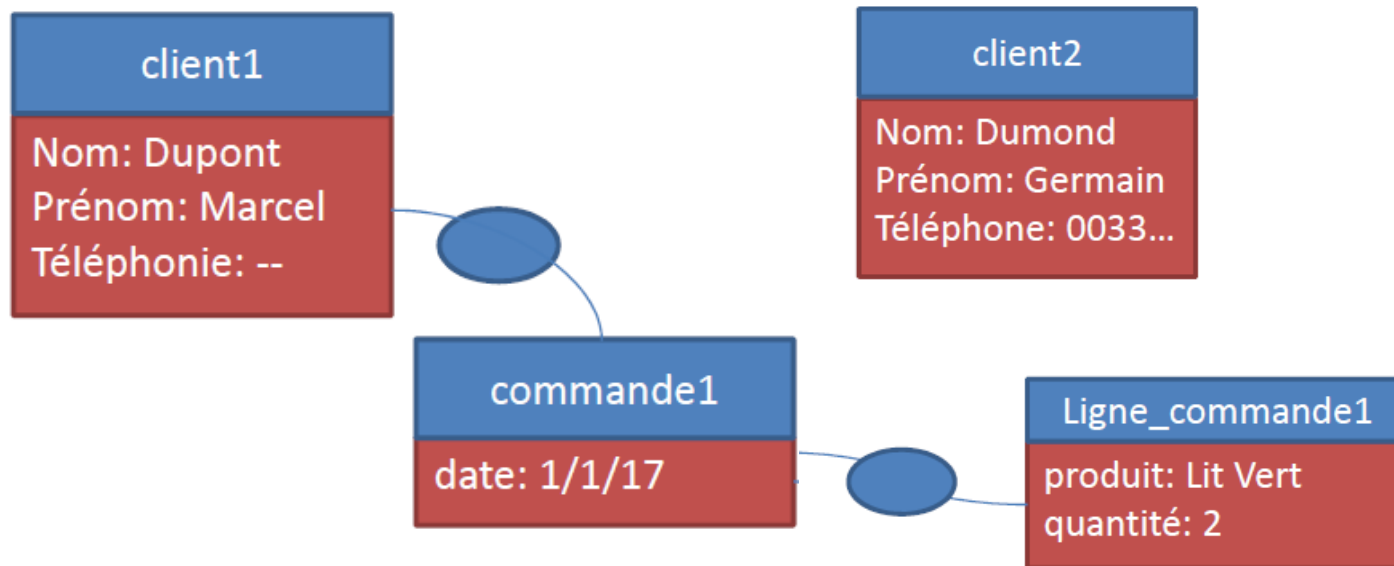 client1
Nom: Dupont
Prénom: Marcel
Téléphonie: --
client2
Nom: Dumond
Prénom: Germain
Téléphone: 0033...
commande1
date: 1/1/17
Ligne_commande1
produit: Lit Vert
quantité: 2